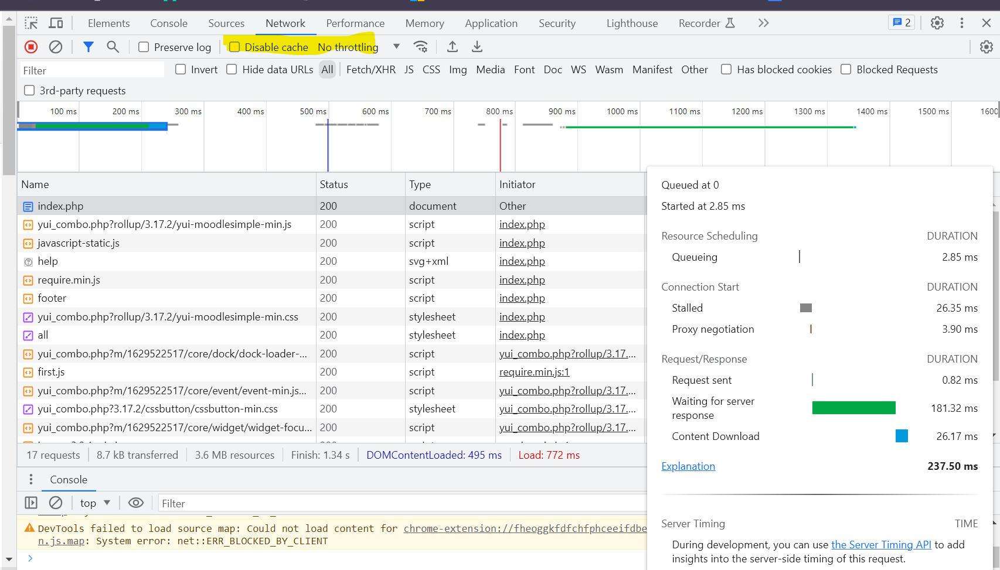 Elements Console Sources Network Performance Memory Application Security Lighthouse Recorder 2
Preserve log Disable cache No throttling
Filter Invert Hide data URLs All Fetch/XHR JS CSS Img Media Font Doc WS Wasm Manifest Other Has blocked cookies Blocked Requests
3rd-party requests
100 ms 200 ms 300 ms 400 ms 500 ms 600 ms 700 ms 800 ms 900 ms 1000 ms 1100 ms 1200 ms 1300 ms 1400 ms 1500 ms 1600
Name Status Type Initiator
index.php 200 document Other
yui_combo.php?rollup/3.17.2/yui-moodlesimple-min.js 200 script index.php
javascript-static.js 200 script index.php
help 200 svg+xml index.php
require.min.js 200 script index.php
footer 200 script index.php
yui_combo.php?rollup/3.17.2/yui-moodlesimple-min.css 200 stylesheet index.php
all 200 stylesheet index.php
yui_combo.php?m/1629522517/core/dock/dock-loader-... 200 script yui_combo.php?rollup/3.17....
first.js 200 script require.min.js:1
yui_combo.php?m/1629522517/core/event/event-min.js... 200 script yui_combo.php?rollup/3.17....
yui_combo.php?3.17.2/cssbutton/cssbutton-min.css 200 stylesheet yui_combo.php?rollup/3.17....
yui_combo.php?m/1629522517/core/widget/widget-focu... 200 script yui_combo.php?rollup/3.17....
17 requests 8.7 kB transferred 3.6 MB resources Finish: 1.34 s DOMContentLoaded: 495 ms Load: 772 ms
Console
top Filter
DevTools failed to load source map: Could not load content for chrome-extension://fheoggkfdfchfphceeifdbe
n.js.map: System error: net::ERR_BLOCKED_BY_CLIENT
Queued at 0
Started at 2.85 ms
Resource Scheduling DURATION
Queueing 2.85 ms
Connection Start DURATION
Stalled 26.35 ms
Proxy negotiation 3.90 ms
Request/Response DURATION
Request sent 0.82 ms
Waiting for server
response 181.32 ms
Content Download 26.17 ms
Explanation 237.50 ms
Server Timing TIME
During development, you can use the Server Timing API to add
insights into the server-side timing of this request.